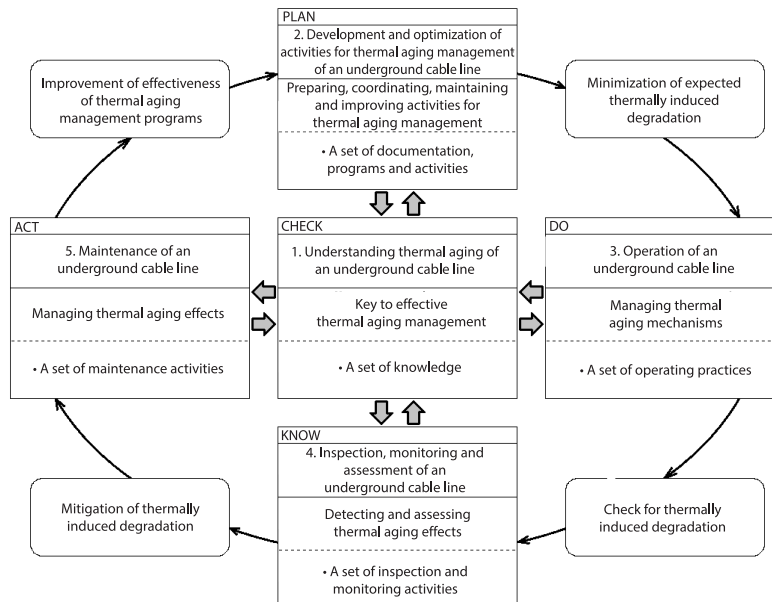 PLAN
2. Development and optimization of
activities for thermal aging management
of an underground cable line
Preparing, coordinating, maintaining
and improving activities for
thermal aging management
• A set of documentation,
programs and activities
Improvement of effectiveness
of thermal aging
management programs
Minimization of expected
thermally induced
degradation
ACT
5. Maintenance of an
underground cable line
Managing thermal aging effects
• A set of maintenance activities
CHECK
1. Understanding thermal aging of
an underground cable line
Key to effective
thermal aging management
• A set of knowledge
DO
3. Operation of an
underground cable line
Managing thermal
aging mechanisms
• A set of operating practices
KNOW
4. Inspection, monitoring and
assessment of an
underground cable line
Detecting and assessing
thermal aging effects
• A set of inspection and
monitoring activities
Mitigation of thermally
induced degradation
Check for thermally
induced degradation